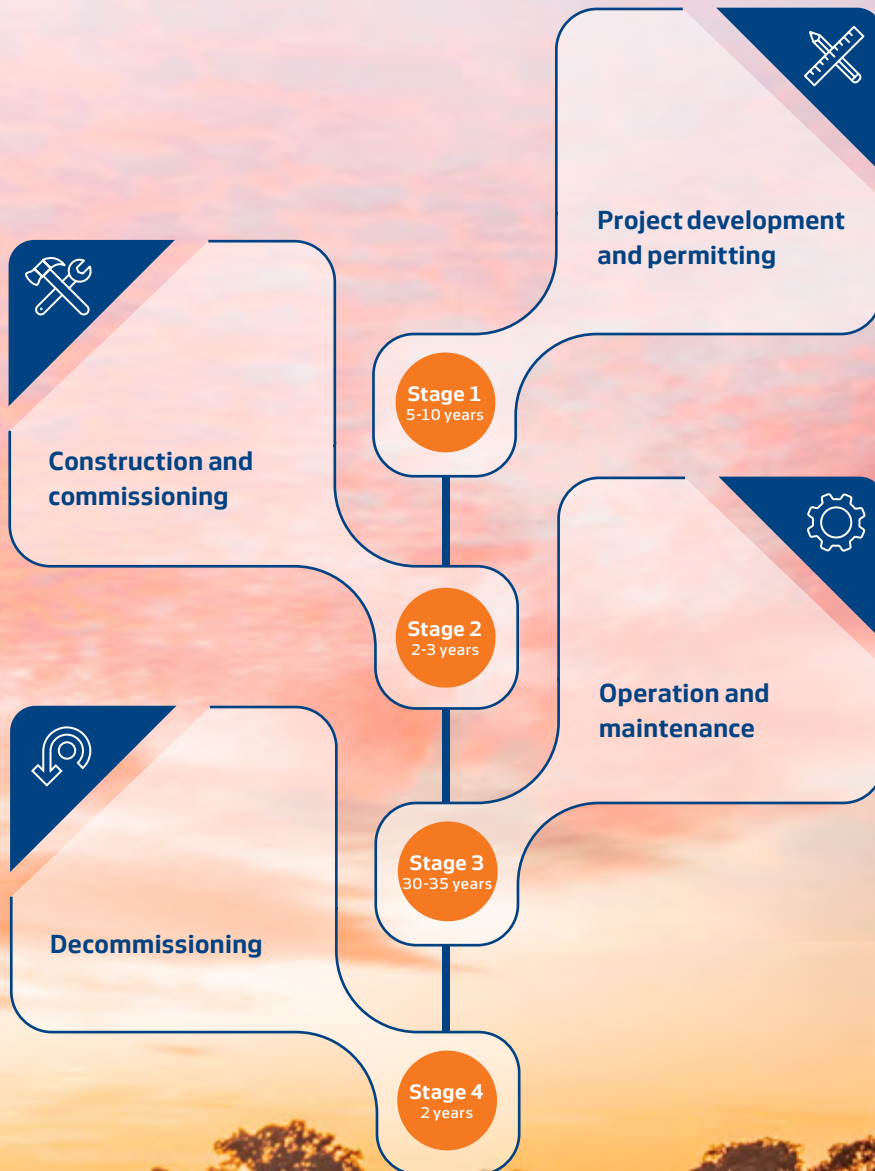 Project development
and permitting
Stage 1
5-10 years
Construction and
commissioning
Stage 2
2-3 years
Operation and
maintenance
Stage 3
30-35 years
Decommissioning
Stage 4
2 years